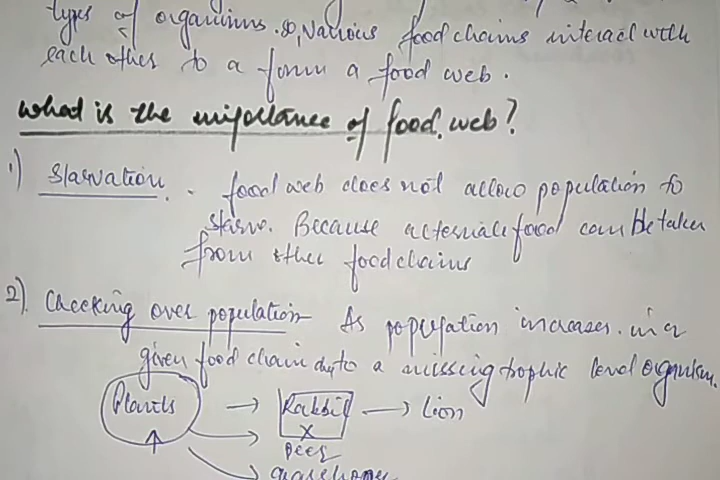 types of organisms. so, Various food chains interact with
each other to a form a food web.
What is the importance of food web?
1) Starvation. - food web does not allow population to
starve. Because alternate food can be taken
from other food chains
2). Checking over population - As population increases in a
given food chain due to a missing trophic level organism.
Plants → Rabbit → Lion
X
Deer
grasshopper